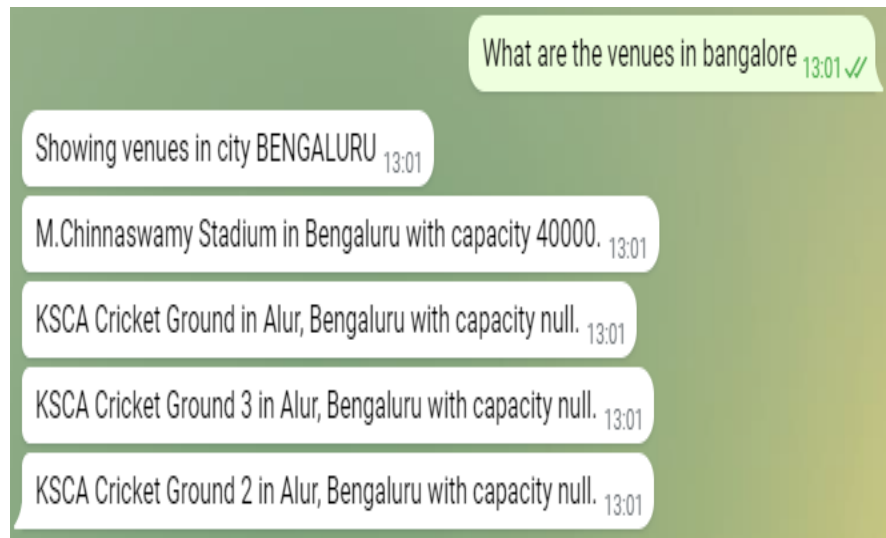 What are the venues in bangalore 13:01
Showing venues in city BENGALURU 13:01
M.Chinnaswamy Stadium in Bengaluru with capacity 40000. 13:01
KSCA Cricket Ground in Alur, Bengaluru with capacity null. 13:01
KSCA Cricket Ground 3 in Alur, Bengaluru with capacity null. 13:01
KSCA Cricket Ground 2 in Alur, Bengaluru with capacity null. 13:01